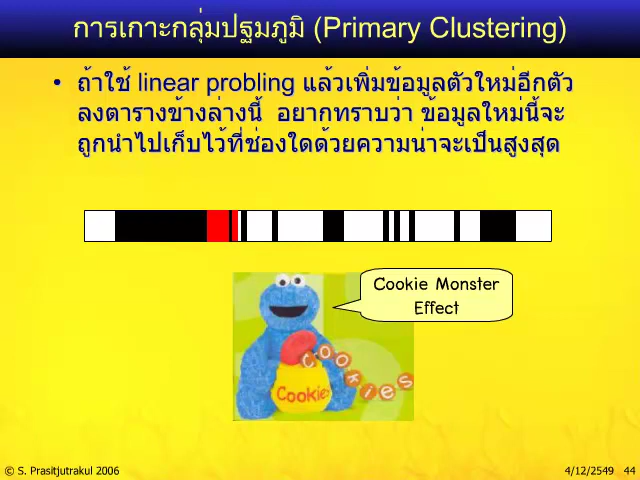 การเกาะกลุ่มปฐมภูมิ (Primary Clustering)
• ถ้าใช้ linear probling แล้วเพิ่มข้อมูลตัวใหม่อีกตัว
ลงตารางข้างล่างนี้ อยากทราบว่า ข้อมูลใหม่นี้จะ
ถูกนำไปเก็บไว้ที่ช่องใดด้วยความน่าจะเป็นสูงสุด
Cookie Monster
Effect
COOKIES
Cookies
© S. Prasitjutrakul 2006
4/12/2549 44